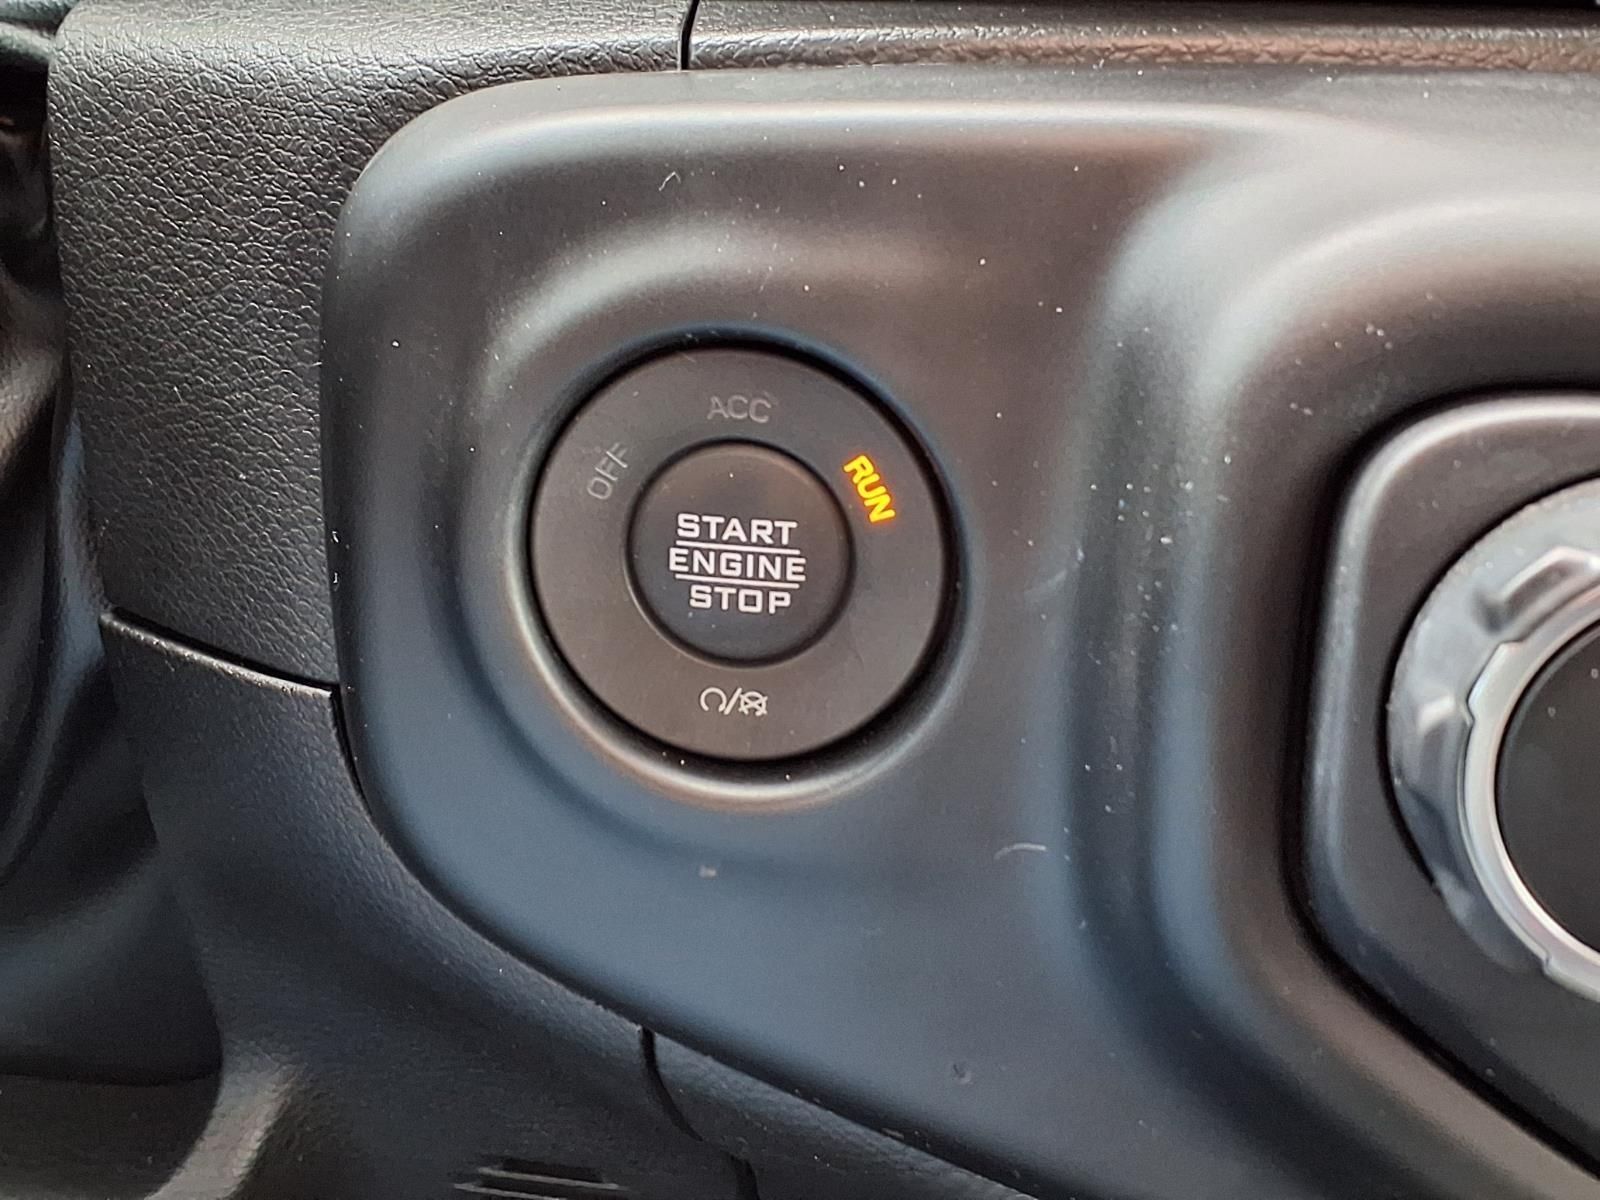 ACC
OFF
RUN
START
ENGINE
STOP